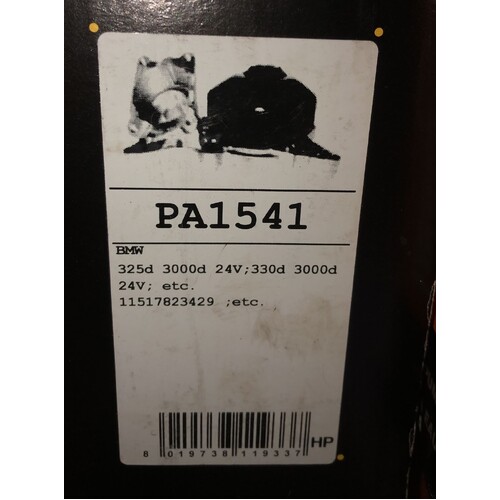 PA1541
BMW
325d 3000d 24V;330d 3000d
24V; etc.
11517823429 ;etc.
HP
8 019738 119337